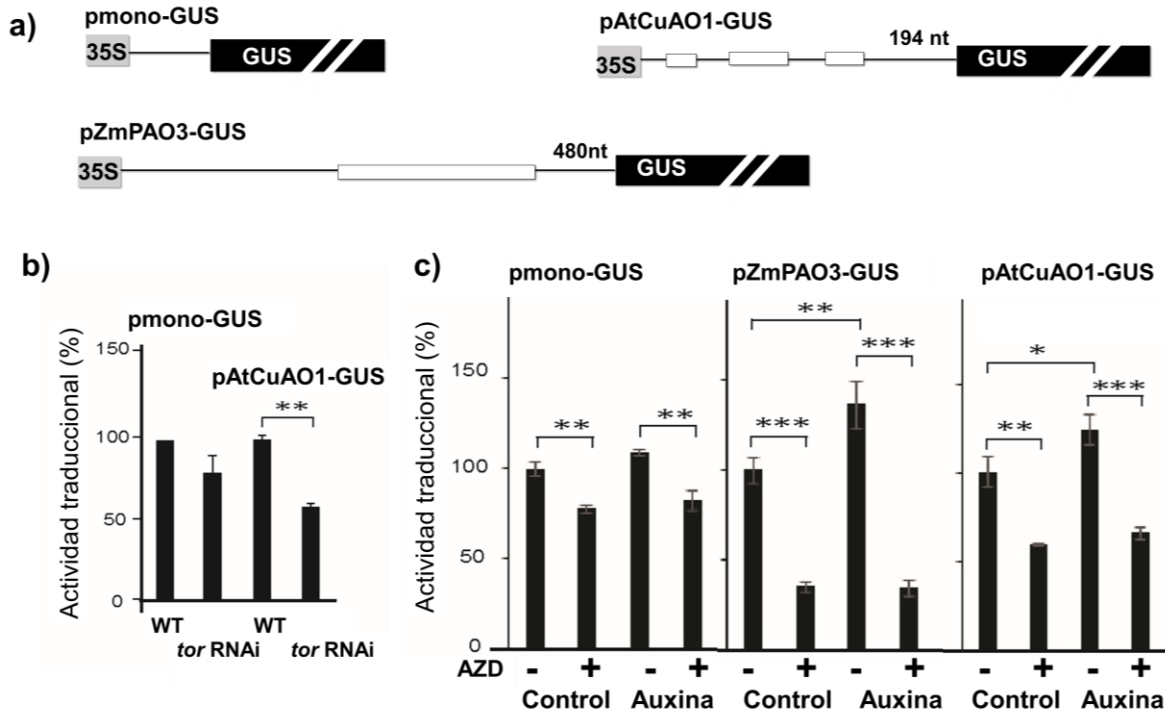 a)
pmono-GUS
35S
GUS
pAtCuAO1-GUS
194 nt
35S
GUS
pZmPAO3-GUS
480nt
35S
GUS
b)
pmono-GUS
pAtCuAO1-GUS
Actividad traduccional (%)
150
100
50
0
**
WT
tor RNAi
WT
tor RNAi
c)
pmono-GUS
pZmPAO3-GUS
pAtCuAO1-GUS
Actividad traduccional (%)
150
100
50
0
** **
** *** ***
* ** ***
AZD - + - + - + - + - + - +
Control Auxina Control Auxina Control Auxina